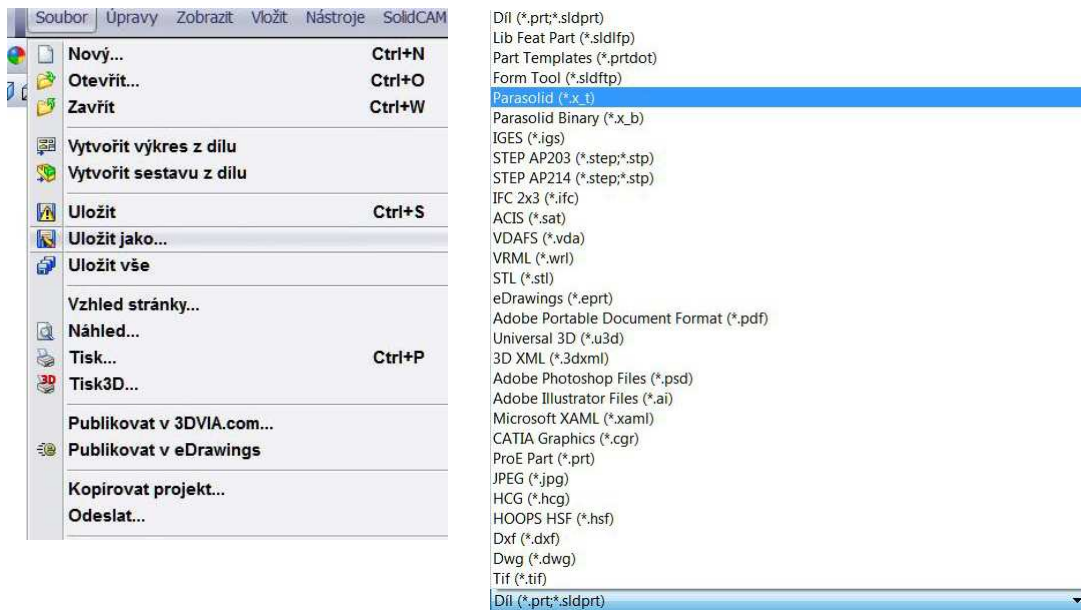 Soubor Úpravy Zobrazit Vložit Nástroje SolidCAM
Nový... Ctrl+N
Otevřít... Ctrl+O
Zavřít Ctrl+W
Vytvořit výkres z dílu
Vytvořit sestavu z dílu
Uložit Ctrl+S
Uložit jako...
Uložit vše
Vzhled stránky...
Náhled...
Tisk... Ctrl+P
3D Tisk3D...
Publikovat v 3DVIA.com...
Publikovat v eDrawings
Kopírovat projekt...
Odeslat...
Díl (*.prt;*.sldprt)
Lib Feat Part (*.sldlfp)
Part Templates (*.prtdot)
Form Tool (*.sldftp)
Parasolid (*.x_t)
Parasolid Binary (*.x_b)
IGES (*.igs)
STEP AP203 (*.step;*.stp)
STEP AP214 (*.step;*.stp)
IFC 2x3 (*.ifc)
ACIS (*.sat)
VDAFS (*.vda)
VRML (*.wrl)
STL (*.stl)
eDrawings (*.eprt)
Adobe Portable Document Format (*.pdf)
Universal 3D (*.u3d)
3D XML (*.3dxml)
Adobe Photoshop Files (*.psd)
Adobe Illustrator Files (*.ai)
Microsoft XAML (*.xaml)
CATIA Graphics (*.cgr)
ProE Part (*.prt)
JPEG (*.jpg)
HCG (*.hcg)
HOOPS HSF (*.hsf)
Dxf (*.dxf)
Dwg (*.dwg)
Tif (*.tif)
Díl (*.prt;*.sldprt)